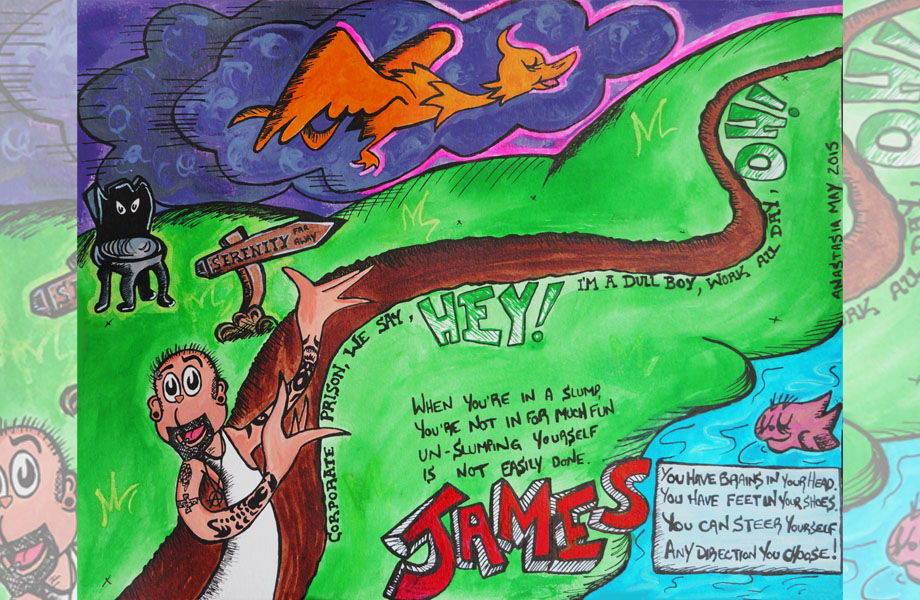 SERENITY FAR AWAY
CORPORATE PRISON, WE SAY, HEY! I'M A DULL BOY, WORK ALL DAY, OH! OH!
WHEN YOU'RE IN A SLUMP,
YOU'RE NOT IN FOR MUCH FUN
UN-SLUMPING YOURSELF
IS NOT EASILY DONE.
JAMES
YOU HAVE BRAINS IN YOUR HEAD.
YOU HAVE FEET IN YOUR SHOES.
YOU CAN STEER YOURSELF
ANY DIRECTION YOU CHOOSE!
ANASTASIA MAY 2015